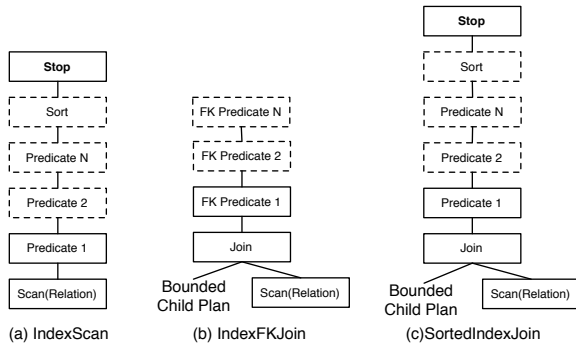 Stop
Sort
Predicate N
Predicate 2
Predicate 1
Scan(Relation)
(a) IndexScan
FK Predicate N
FK Predicate 2
FK Predicate 1
Join
Bounded
Child Plan
Scan(Relation)
(b) IndexFKJoin
Stop
Sort
Predicate N
Predicate 2
Predicate 1
Join
Bounded
Child Plan
Scan(Relation)
(c)SortedIndexJoin